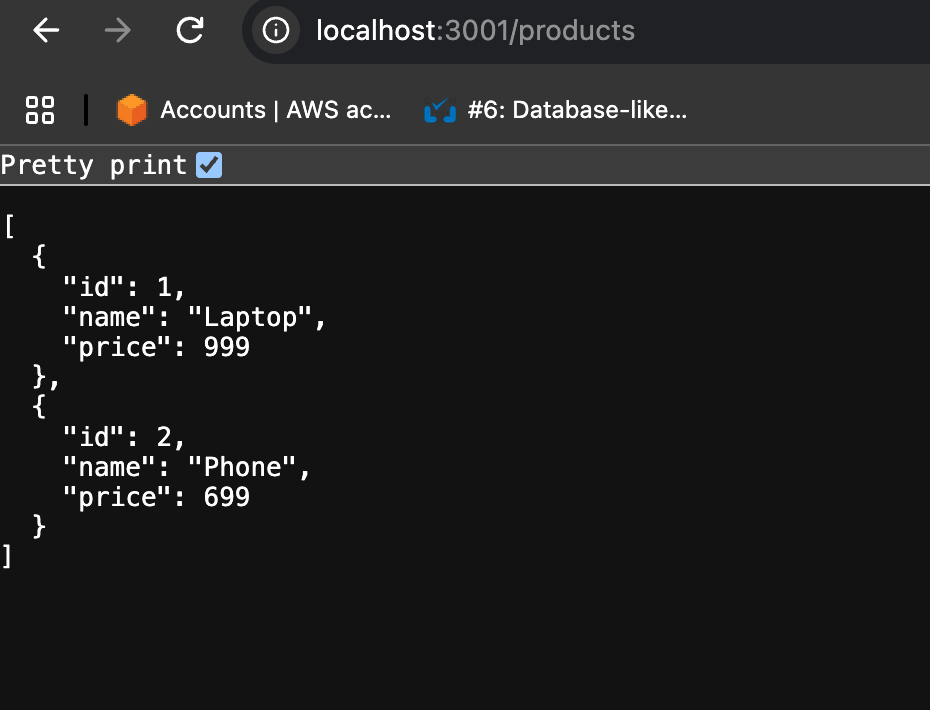 localhost:3001/products
Accounts | AWS ac...
#6: Database-like...
Pretty print
[
  {
    "id": 1,
    "name": "Laptop",
    "price": 999
  },
  {
    "id": 2,
    "name": "Phone",
    "price": 699
  }
]